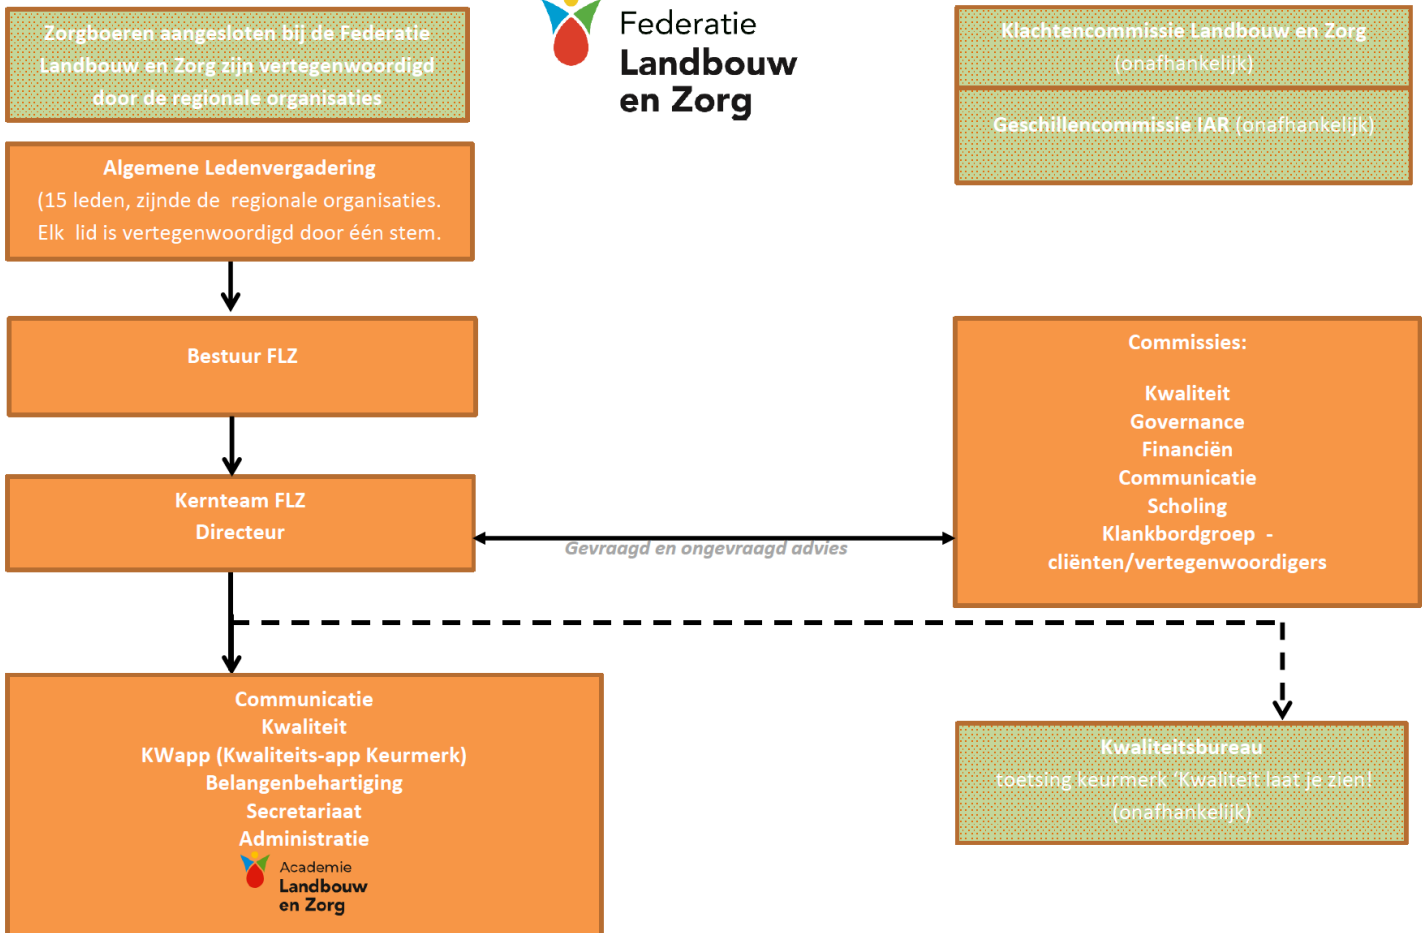 Zorgboeren aangesloten bij de Federatie
Landbouw en Zorg zijn vertegenwoordigd
door de regionale organisaties
Federatie
Landbouw
en Zorg
Klachtencommissie Landbouw en Zorg
(onafhankelijk)
Geschillencommissie IAR (onafhankelijk)
Algemene Ledenvergadering
(15 leden, zijnde de regionale organisaties.
Elk lid is vertegenwoordigd door één stem.
Bestuur FLZ
Commissies:
Kwaliteit
Governance
Financiën
Communicatie
Scholing
Klankbordgroep -
cliënten/vertegenwoordigers
Kernteam FLZ
Directeur
Gevraagd en ongevraagd advies
Communicatie
Kwaliteit
KWapp (Kwaliteits-app Keurmerk)
Belangenbehartiging
Secretariaat
Administratie
Academie
Landbouw
en Zorg
Kwaliteitsbureau
toetsing keurmerk ‘Kwaliteit laat je zien!
(onafhankelijk)